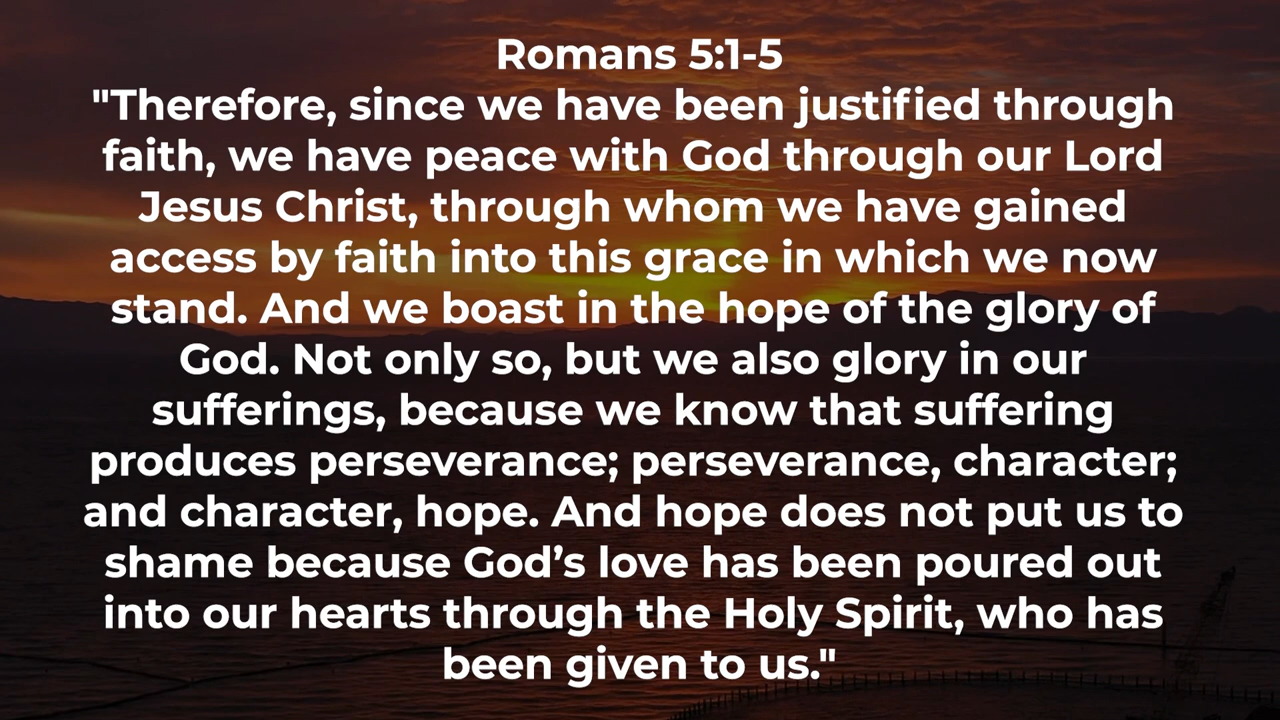 Romans 5:1-5
"Therefore, since we have been justified through
faith, we have peace with God through our Lord
Jesus Christ, through whom we have gained
access by faith into this grace in which we now
stand. And we boast in the hope of the glory of
God. Not only so, but we also glory in our
sufferings, because we know that suffering
produces perseverance; perseverance, character;
and character, hope. And hope does not put us to
shame because God’s love has been poured out
into our hearts through the Holy Spirit, who has
been given to us."